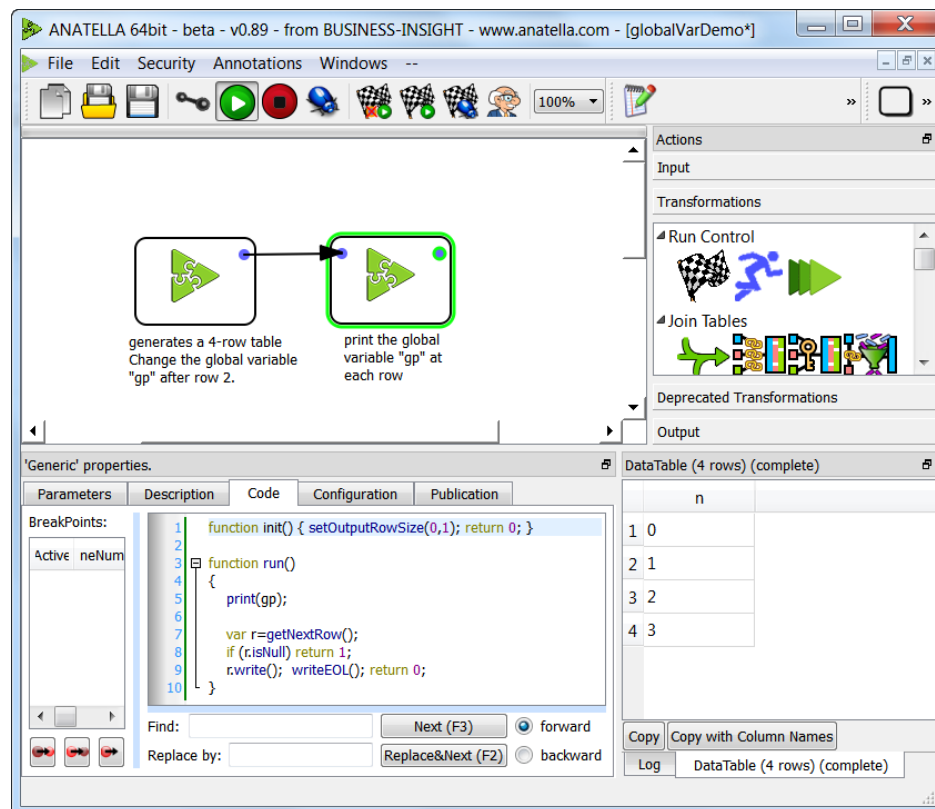 ANATELLA 64bit - beta - v0.89 - from BUSINESS-INSIGHT - www.anatella.com - [globalVarDemo*]
File Edit Security Annotations Windows --
100%
»
»
Actions
Input
Transformations
Run Control
Join Tables
Deprecated Transformations
Output
generates a 4-row table
Change the global variable
"gp" after row 2.
print the global
variable "gp" at
each row
'Generic' properties.
Parameters Description Code Configuration Publication
BreakPoints:
Active neNum
1 function init() { setOutputRowSize(0,1); return 0; }
2
3 function run()
4 {
5 print(gp);
6
7 var r=getNextRow();
8 if (r.isNull) return 1;
9 r.write(); writeEOL(); return 0;
10 }
Find: Next (F3) forward
Replace by: Replace&Next (F2) backward
DataTable (4 rows) (complete)
n
1 0
2 1
3 2
4 3
Copy Copy with Column Names
Log DataTable (4 rows) (complete)